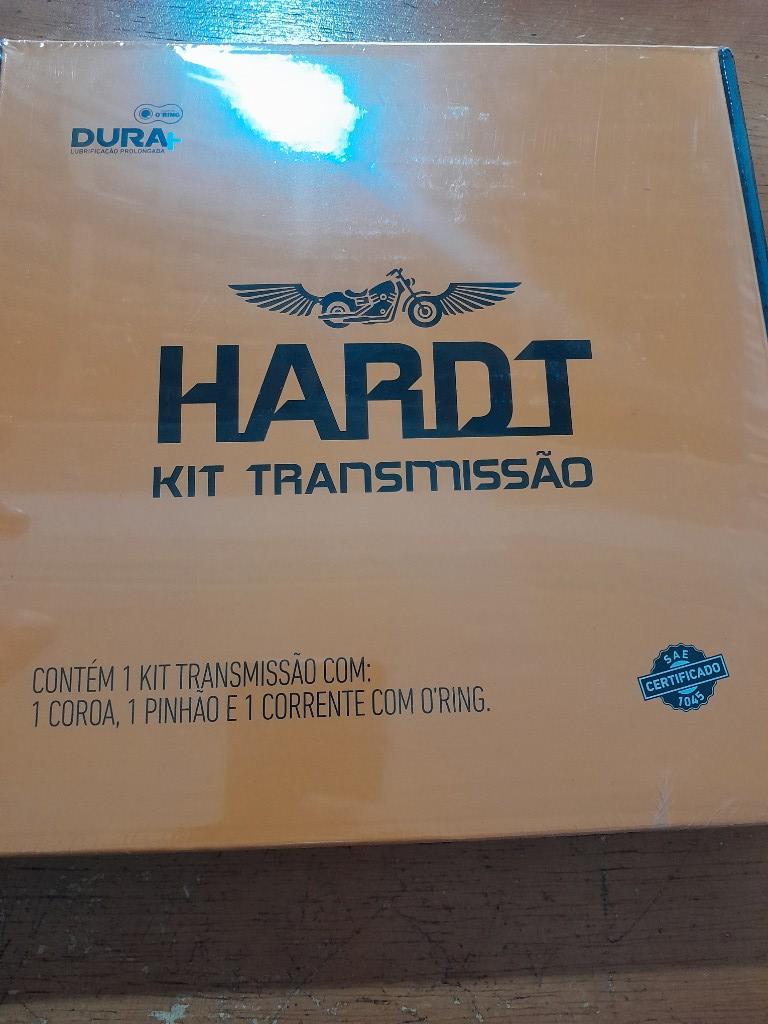 O'RING
DURA+
LUBRIFICAÇÃO PROLONGADA
HARDT
KIT TRANSMISSÃO
CONTÉM 1 KIT TRANSMISSÃO COM:
1 COROA, 1 PINHÃO E 1 CORRENTE COM O'RING.
SAE
CERTIFICADO
1045